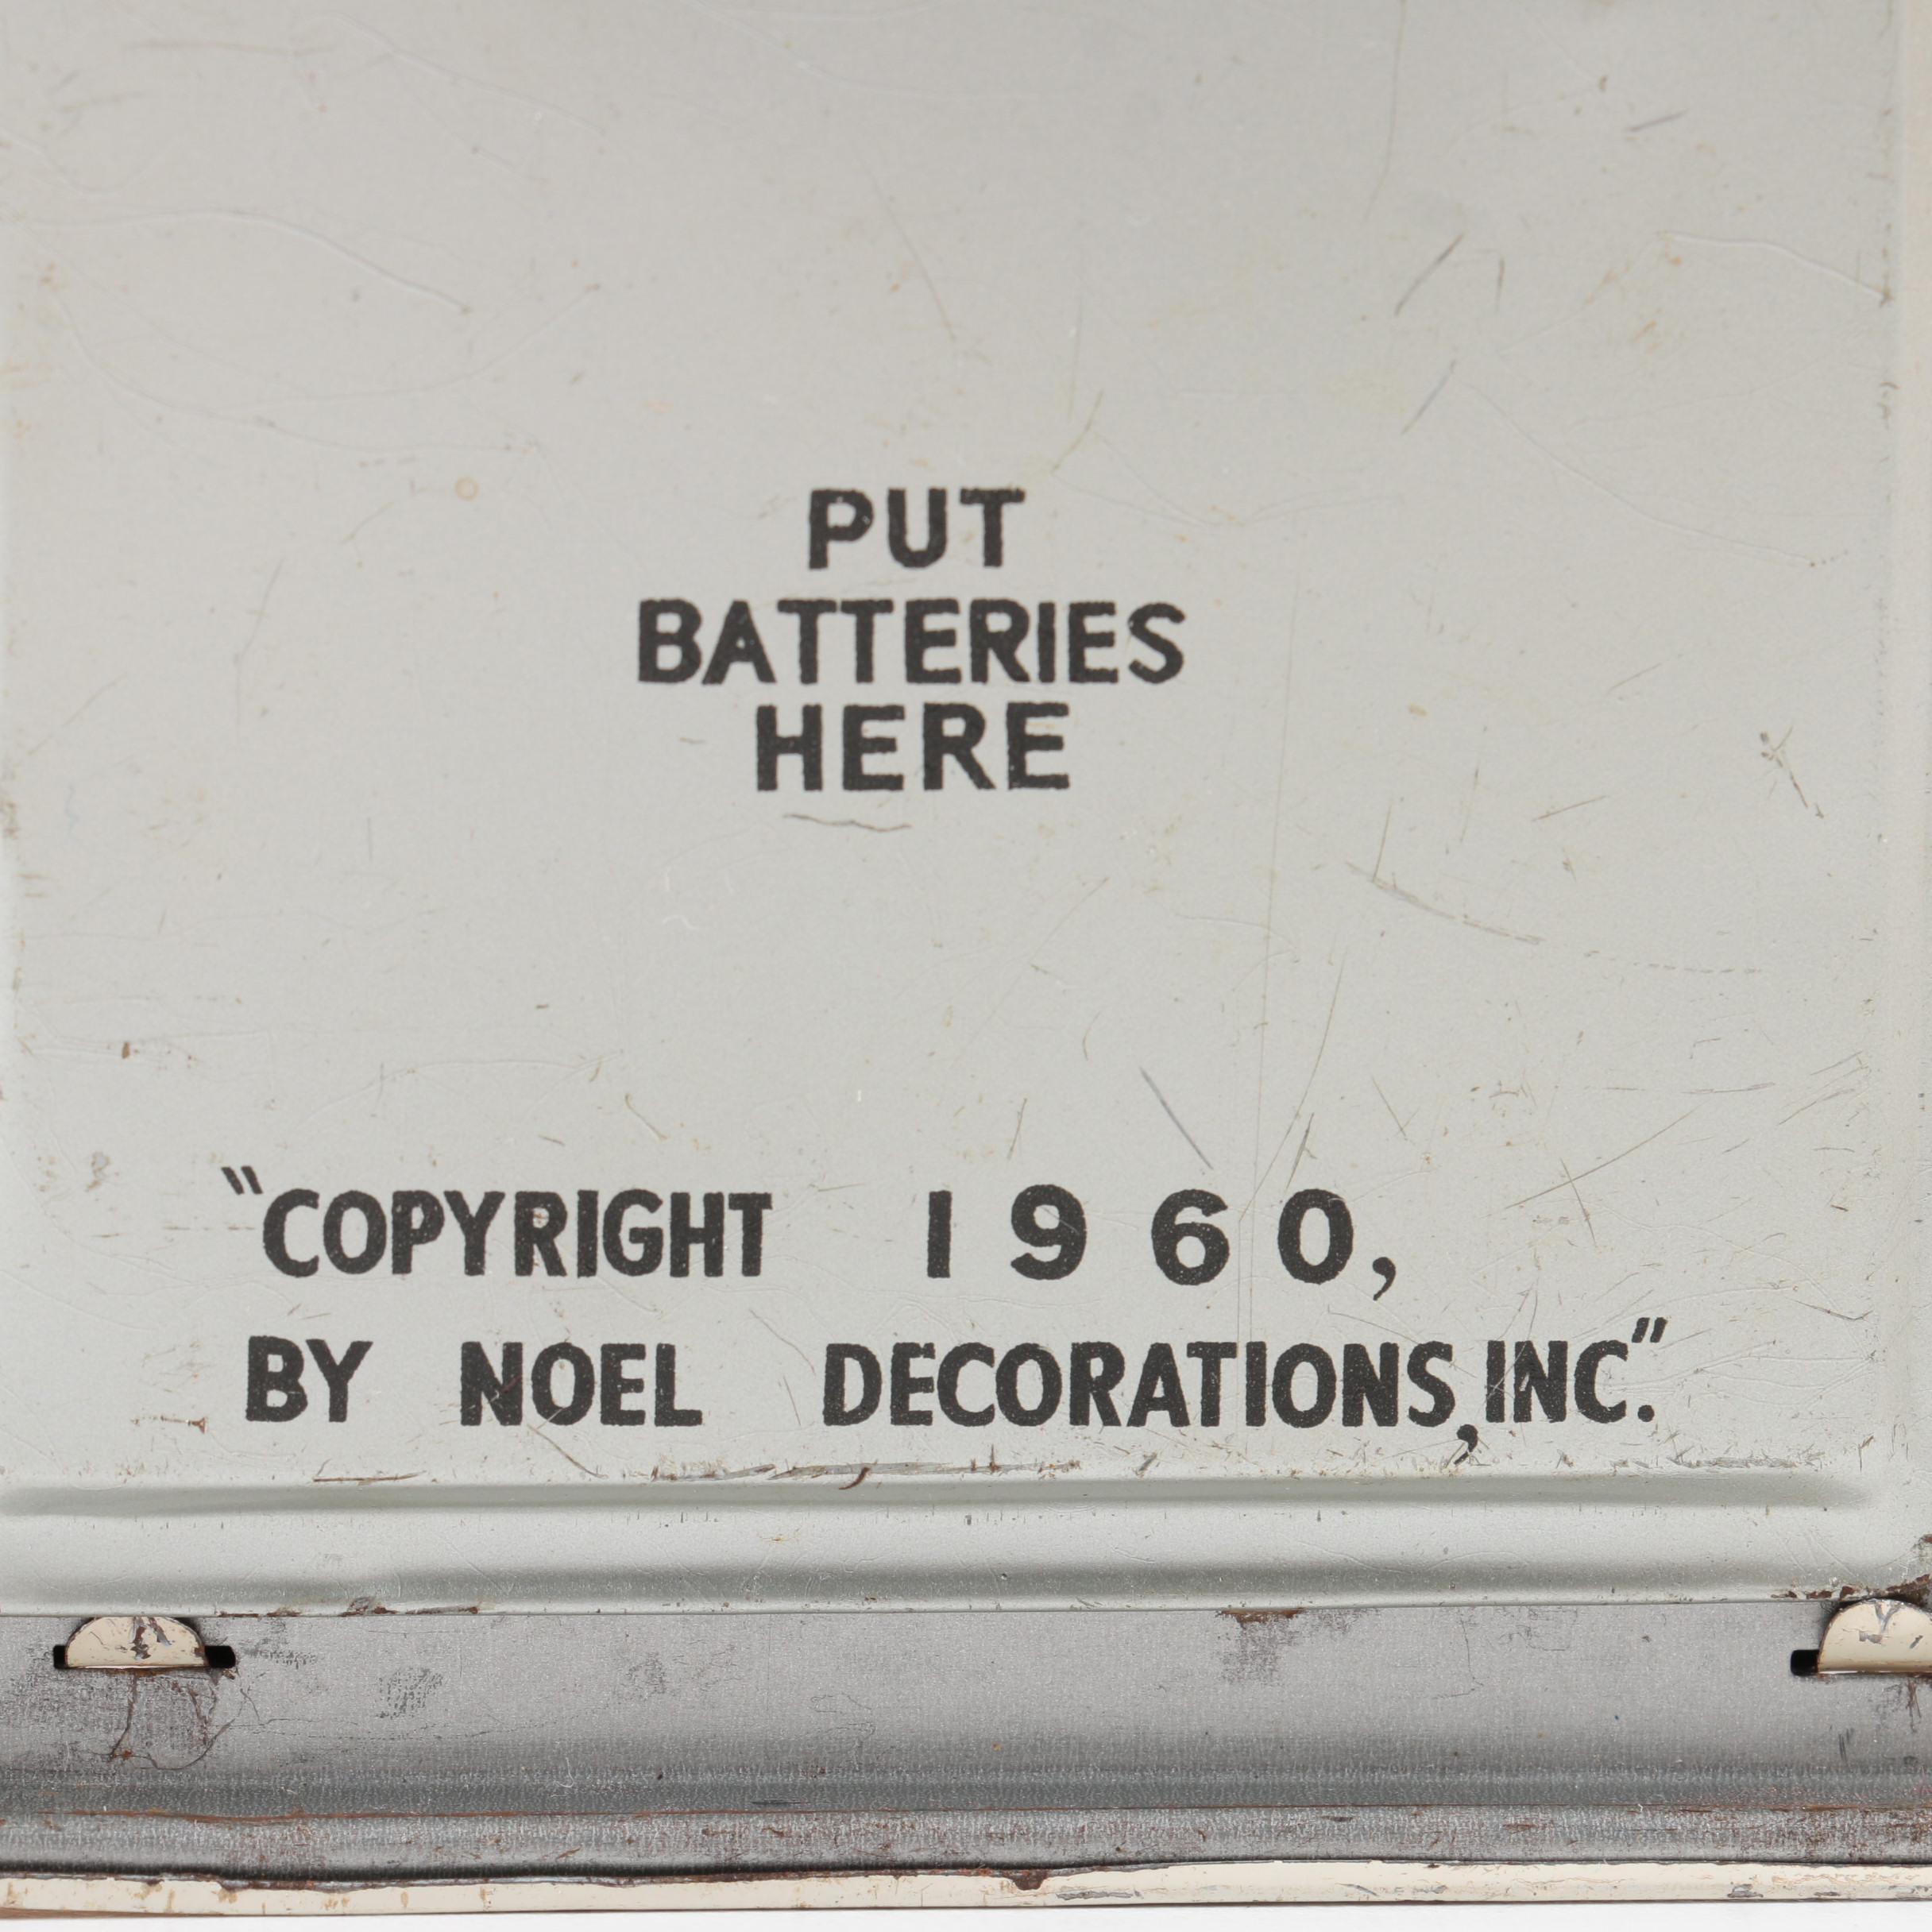 PUT
BATTERIES
HERE
"COPYRIGHT 1960,
BY NOEL DECORATIONS, INC."